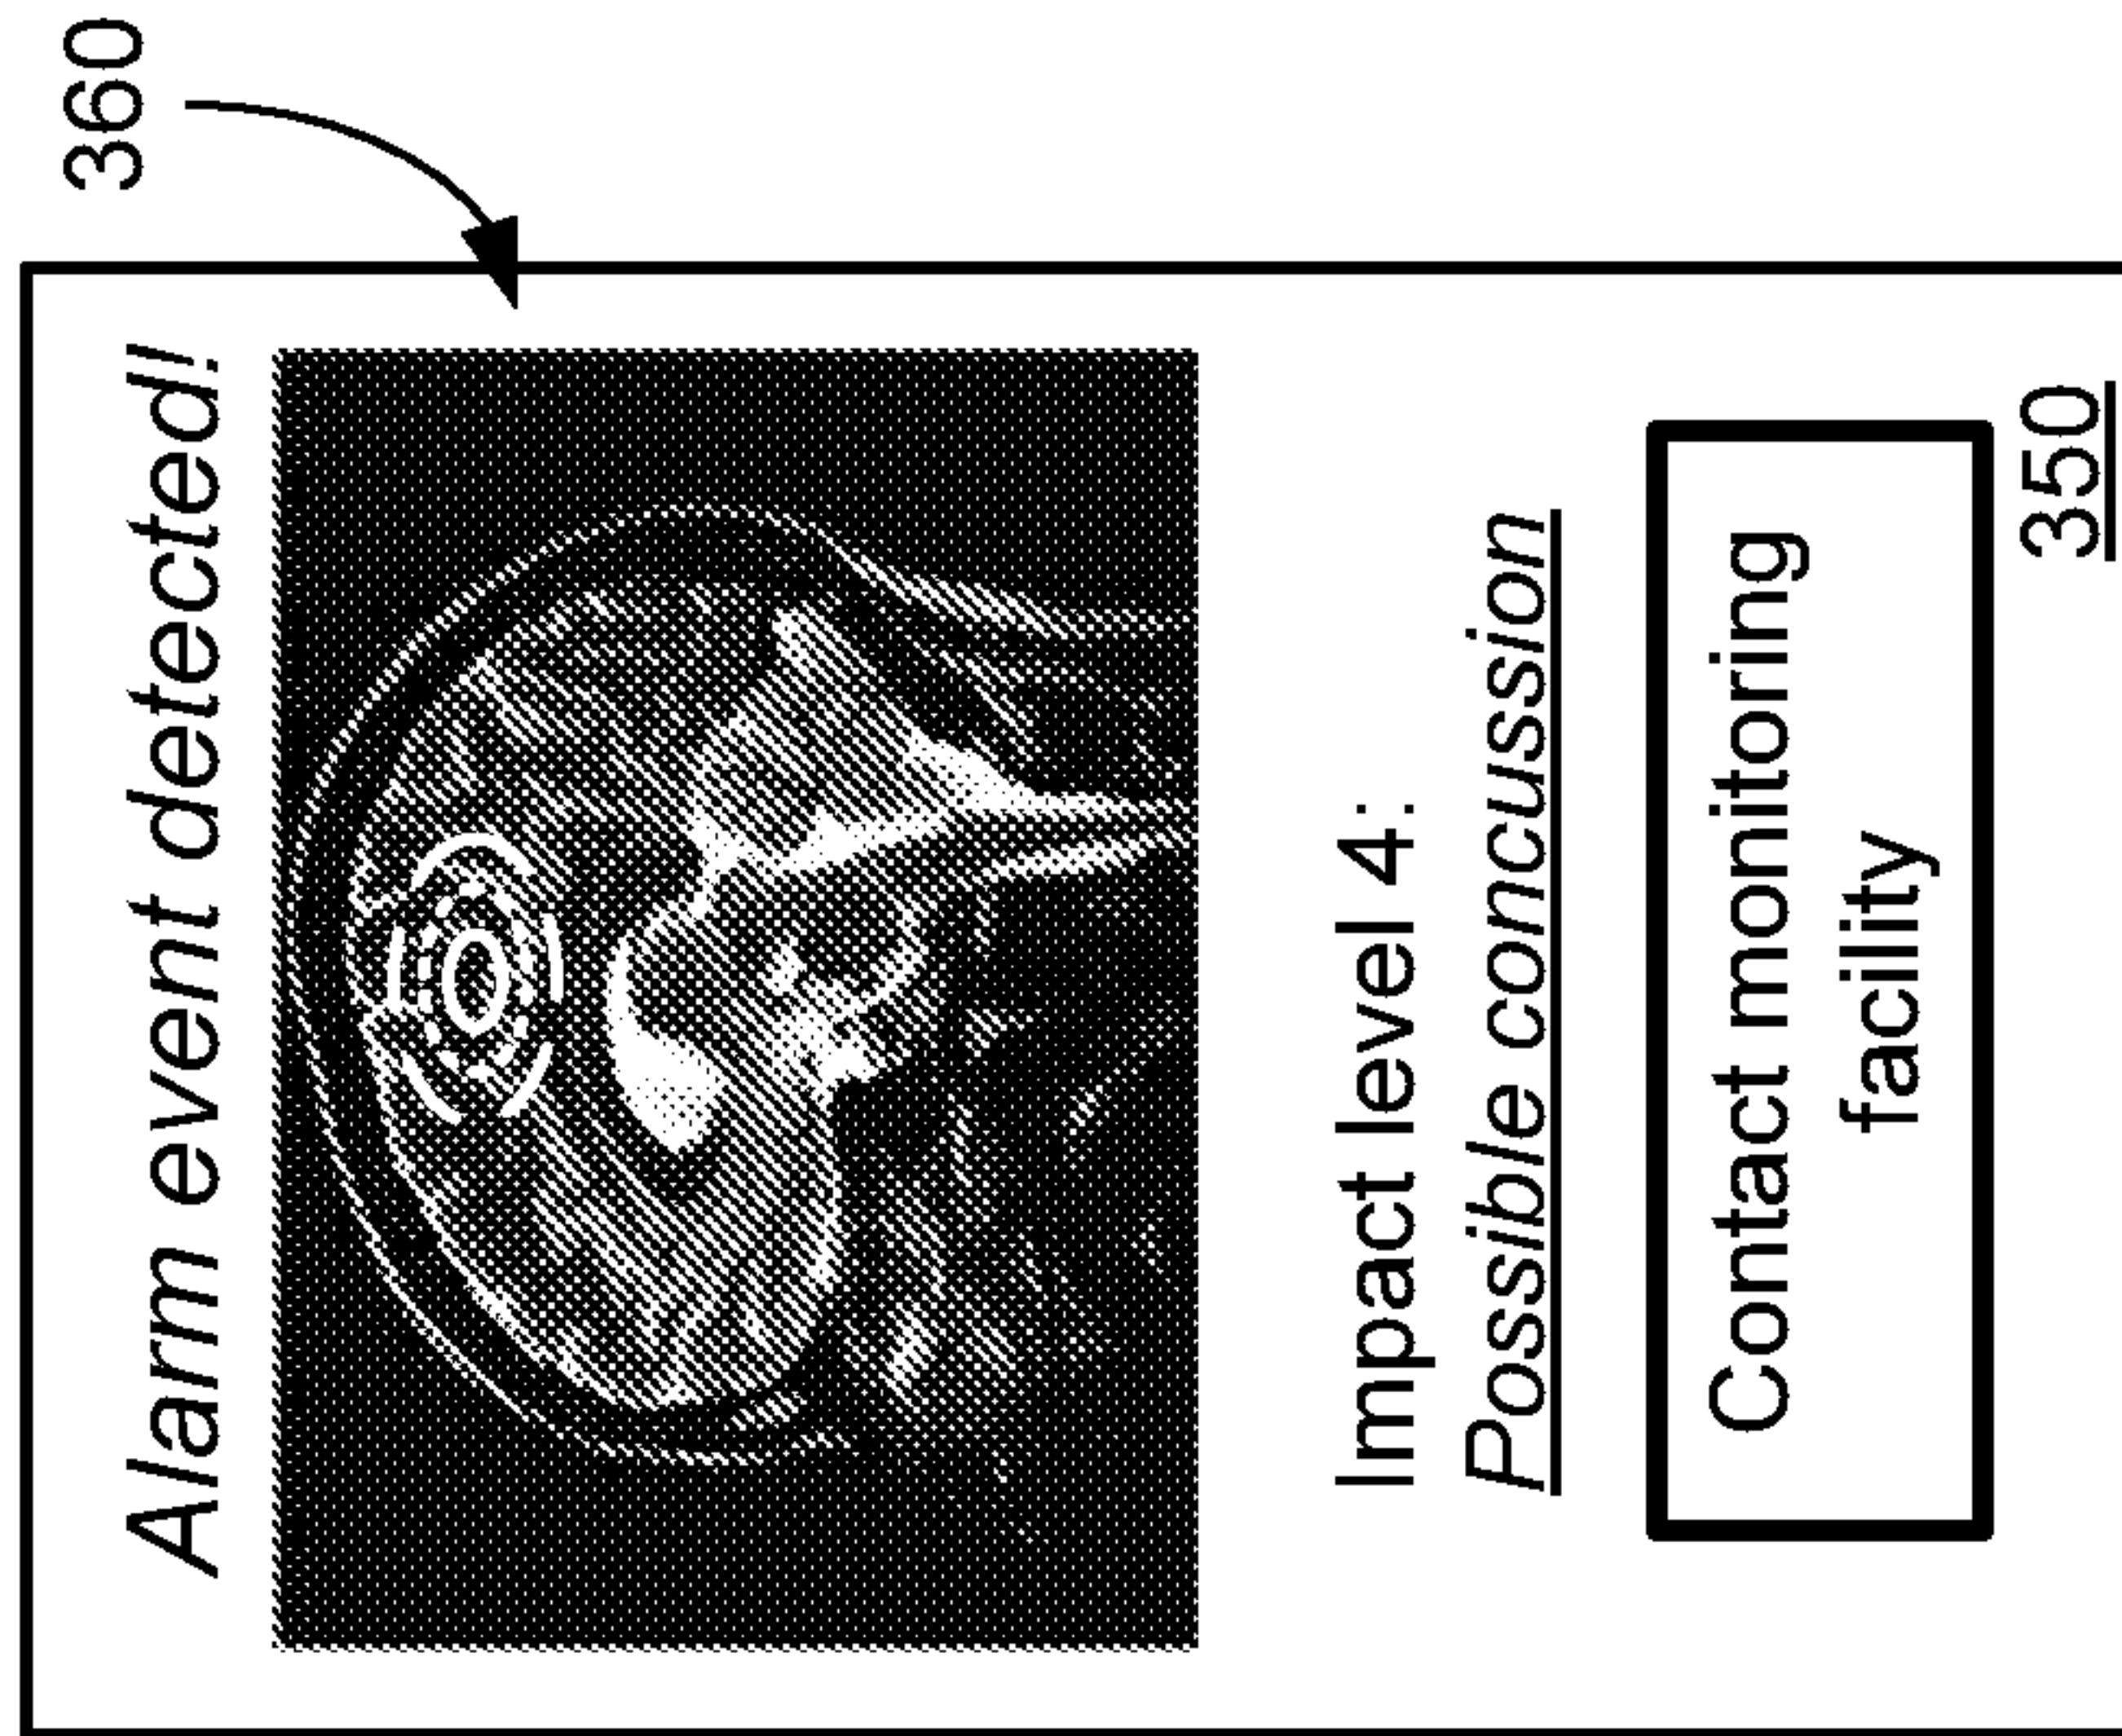 360
Alarm event detected!
Impact level 4:
Possible concussion
Contact monitoring
facility
350